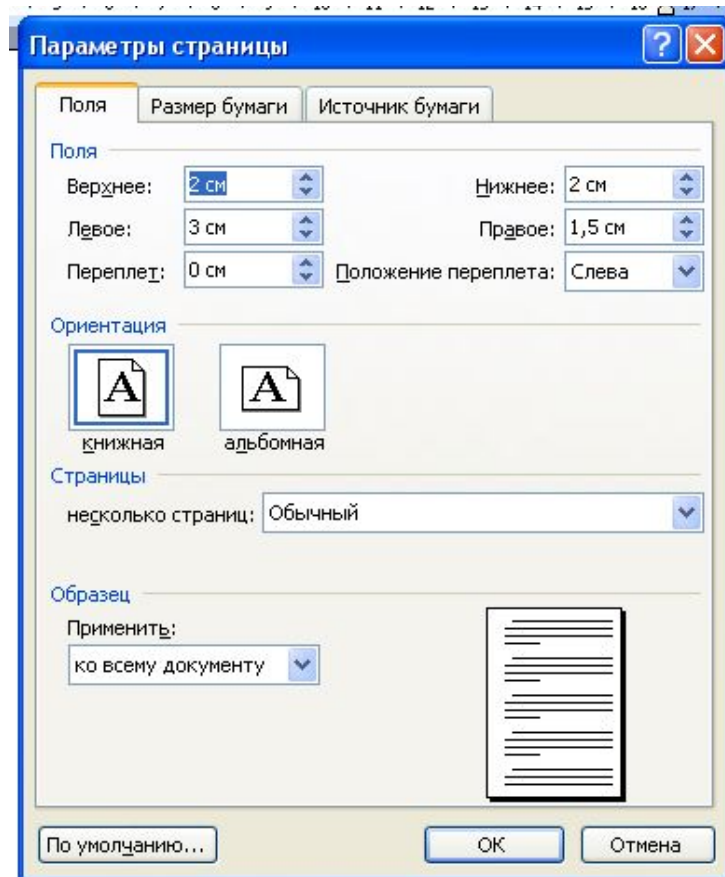 Параметры страницы
Поля Размер бумаги Источник бумаги
Поля
Верхнее: 2 см Нижнее: 2 см
Левое: 3 см Правое: 1,5 см
Переплет: 0 см Положение переплета: Слева
Ориентация
A A
книжная альбомная
Страницы
несколько страниц: Обычный
Образец
Применить:
ко всему документу
По умолчанию... ОК Отмена